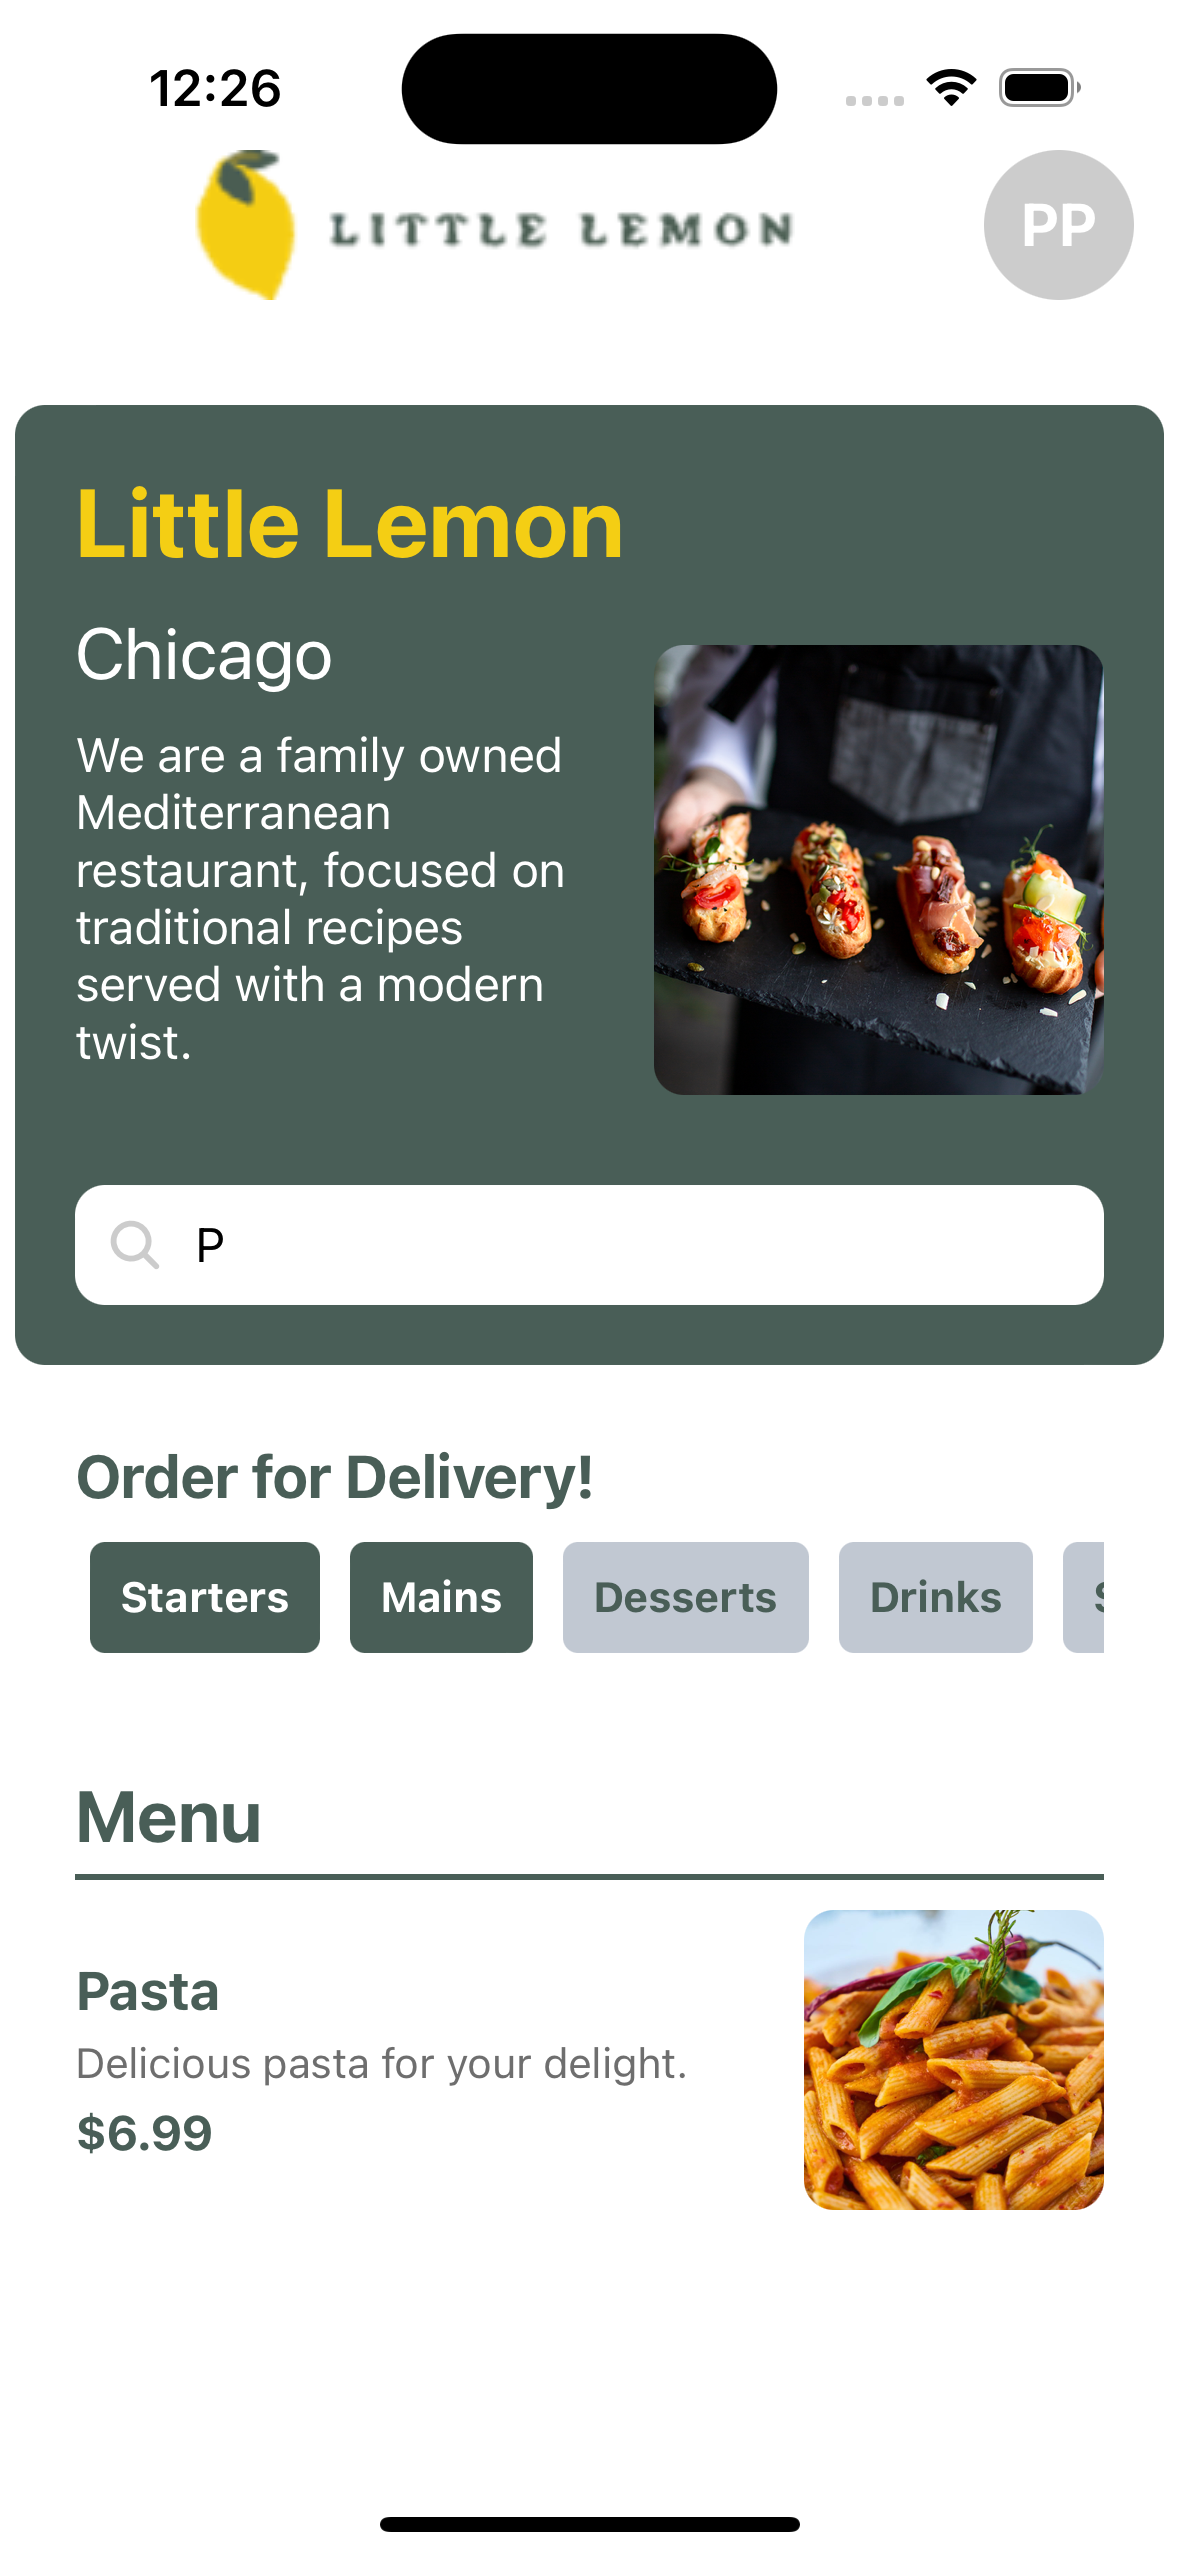 12:26
LITTLE LEMON
PP
Little Lemon
Chicago
We are a family owned
Mediterranean
restaurant, focused on
traditional recipes
served with a modern
twist.
P
Order for Delivery!
Starters Mains Desserts Drinks
Menu
Pasta
Delicious pasta for your delight.
$6.99